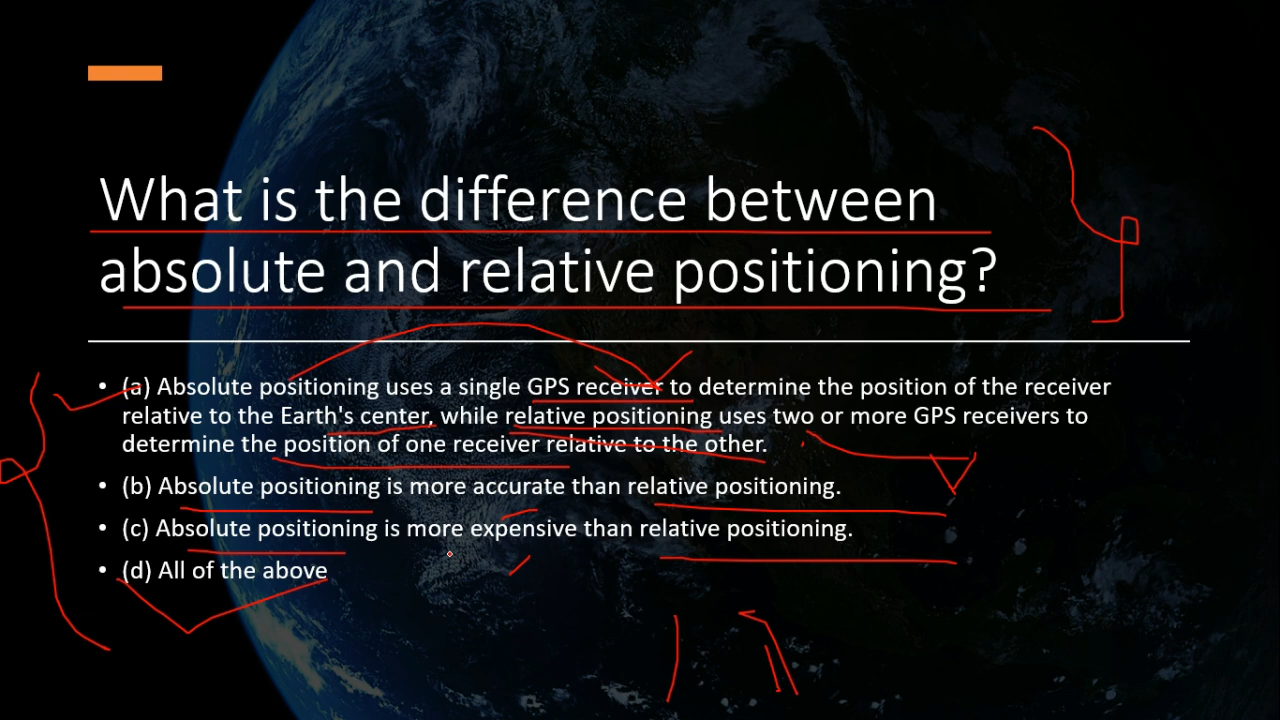 What is the difference between
absolute and relative positioning?
• (a) Absolute positioning uses a single GPS receiver to determine the position of the receiver
relative to the Earth's center, while relative positioning uses two or more GPS receivers to
determine the position of one receiver relative to the other.
• (b) Absolute positioning is more accurate than relative positioning.
• (c) Absolute positioning is more expensive than relative positioning.
• (d) All of the above